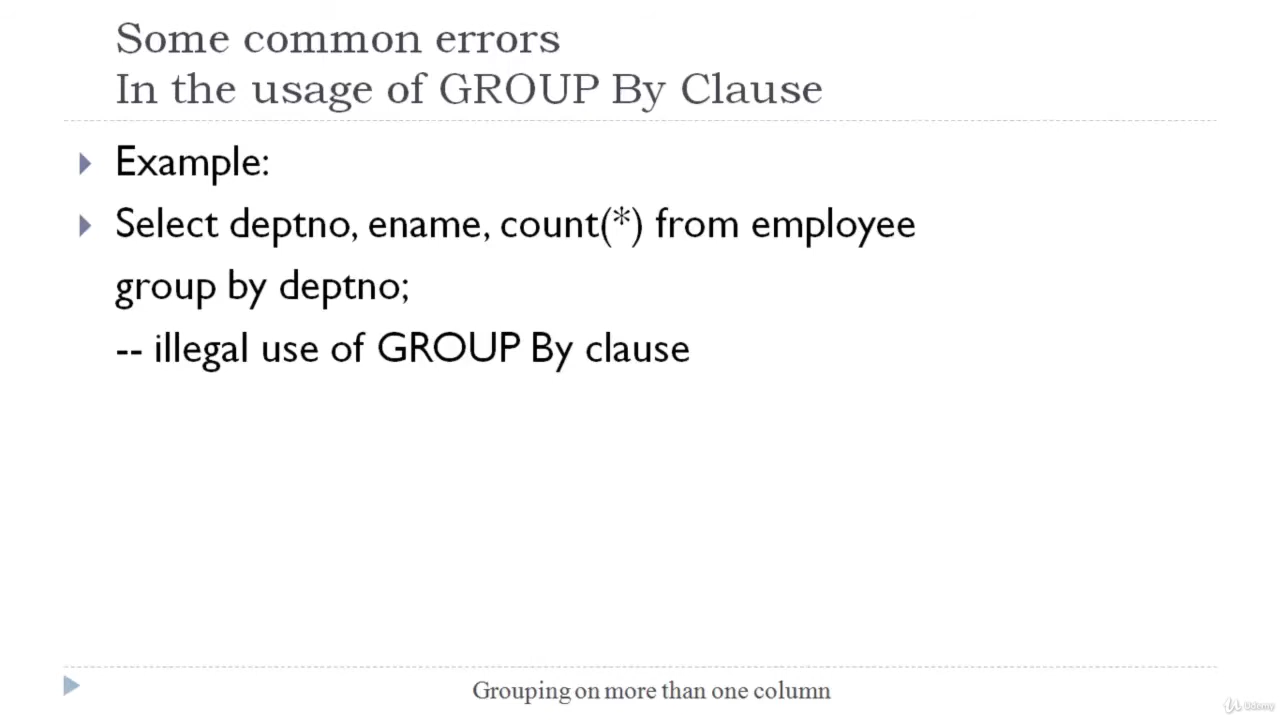 Some common errors
In the usage of GROUP By Clause
Example:
Select deptno, ename, count(*) from employee
group by deptno;
-- illegal use of GROUP By clause
Grouping on more than one column
Udemy